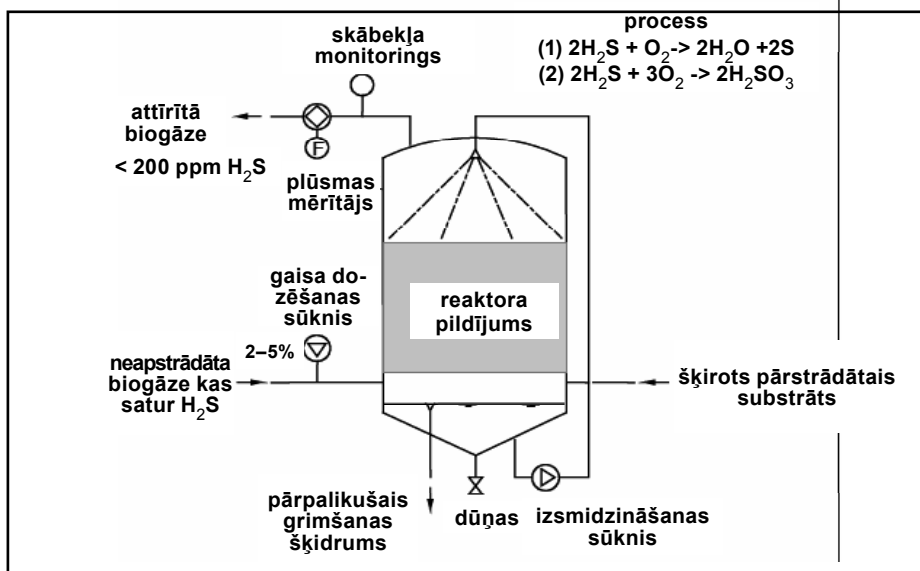 process
(1) 2H₂S + O₂-> 2H₂O +2S
(2) 2H₂S + 3O₂ -> 2H₂SO₃
skābekļa
monitorings
attīrītā
biogāze
< 200 ppm H₂S
F
plūsmas
mērītājs
gaisa do-
zēšanas
sūknis
2–5%
reaktora
pildījums
neapstrādāta
biogāze kas
satur H₂S
šķirots pārstrādātais
substrāts
pārpalikušais
grimšanas
šķidrums
dūņas
izsmidzināšanas
sūknis